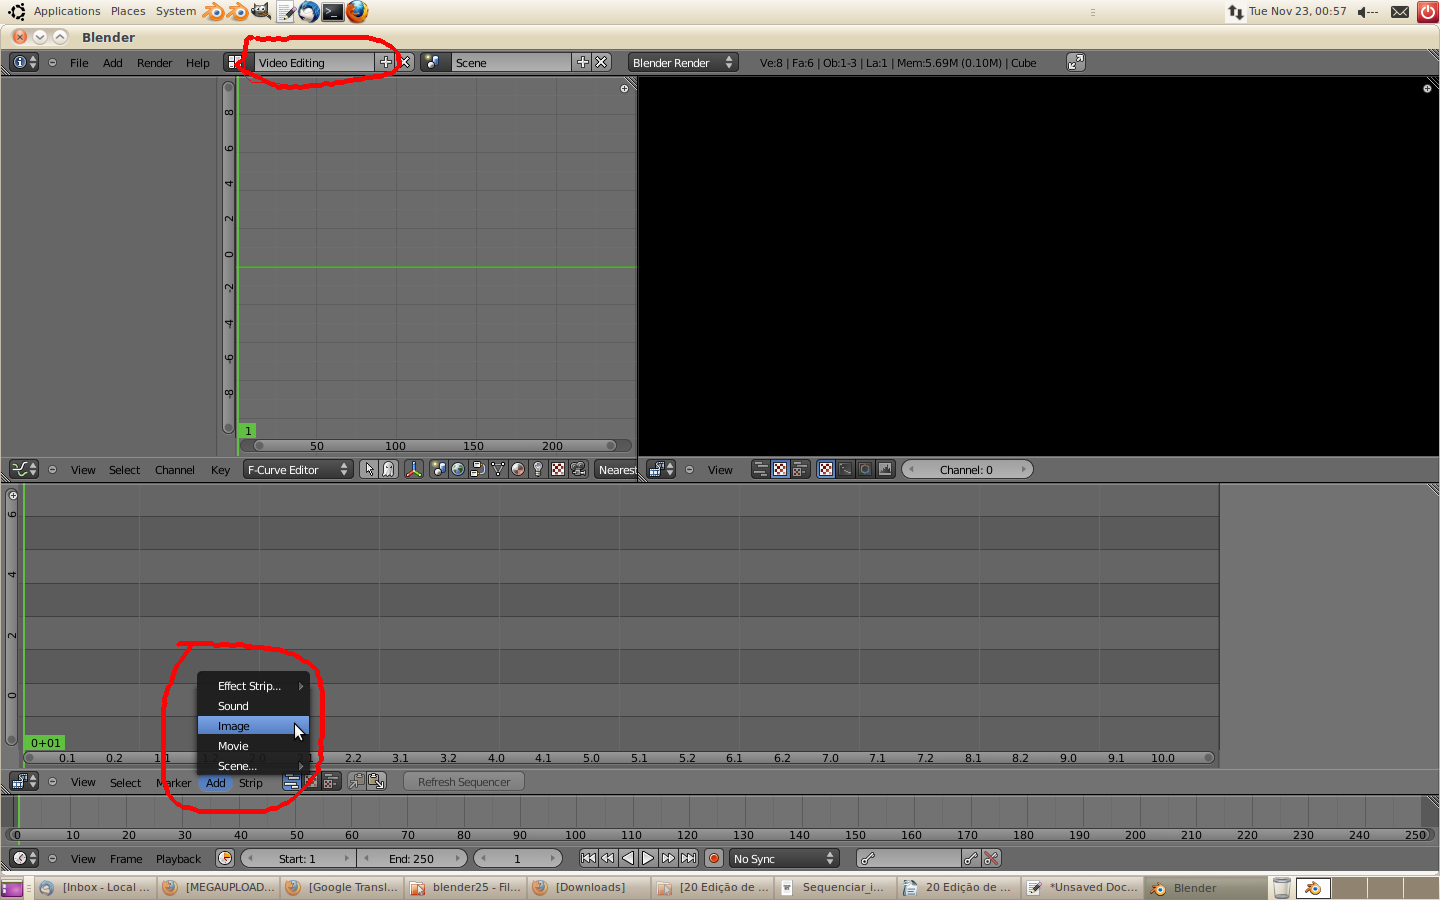 Applications Places System Tue Nov 23, 00:57
Blender
File Add Render Help Video Editing Scene Blender Render Ve:8 | Fa:6 | Ob:1-3 | La:1 | Mem:5.69M (0.10M) | Cube
8
6
4
2
0
-2
-4
-6
-8
1
50 100 150 200
View Select Channel Key F-Curve Editor Nearest View Channel: 0
6
4
2
0
Effect Strip...
Sound
Image
Movie
Scene...
0+01
0.1 0.2 1.1 2.2 3.1 3.2 4.0 4.1 5.0 5.1 5.2 6.1 6.2 7.0 7.1 7.2 8.1 8.2 9.0 9.1 10.0
View Select Marker Add Strip Refresh Sequencer
0 10 20 30 40 50 60 70 80 90 100 110 120 130 140 150 160 170 180 190 200 210 220 230 240 250
View Frame Playback Start: 1 End: 250 1 No Sync
[Inbox - Local ... [MEGAUPLOAD... [Google Transl... blender25 - Fil... [Downloads] [20 Edição de ... Sequenciar_i... 20 Edição de ... *Unsaved Doc... Blender